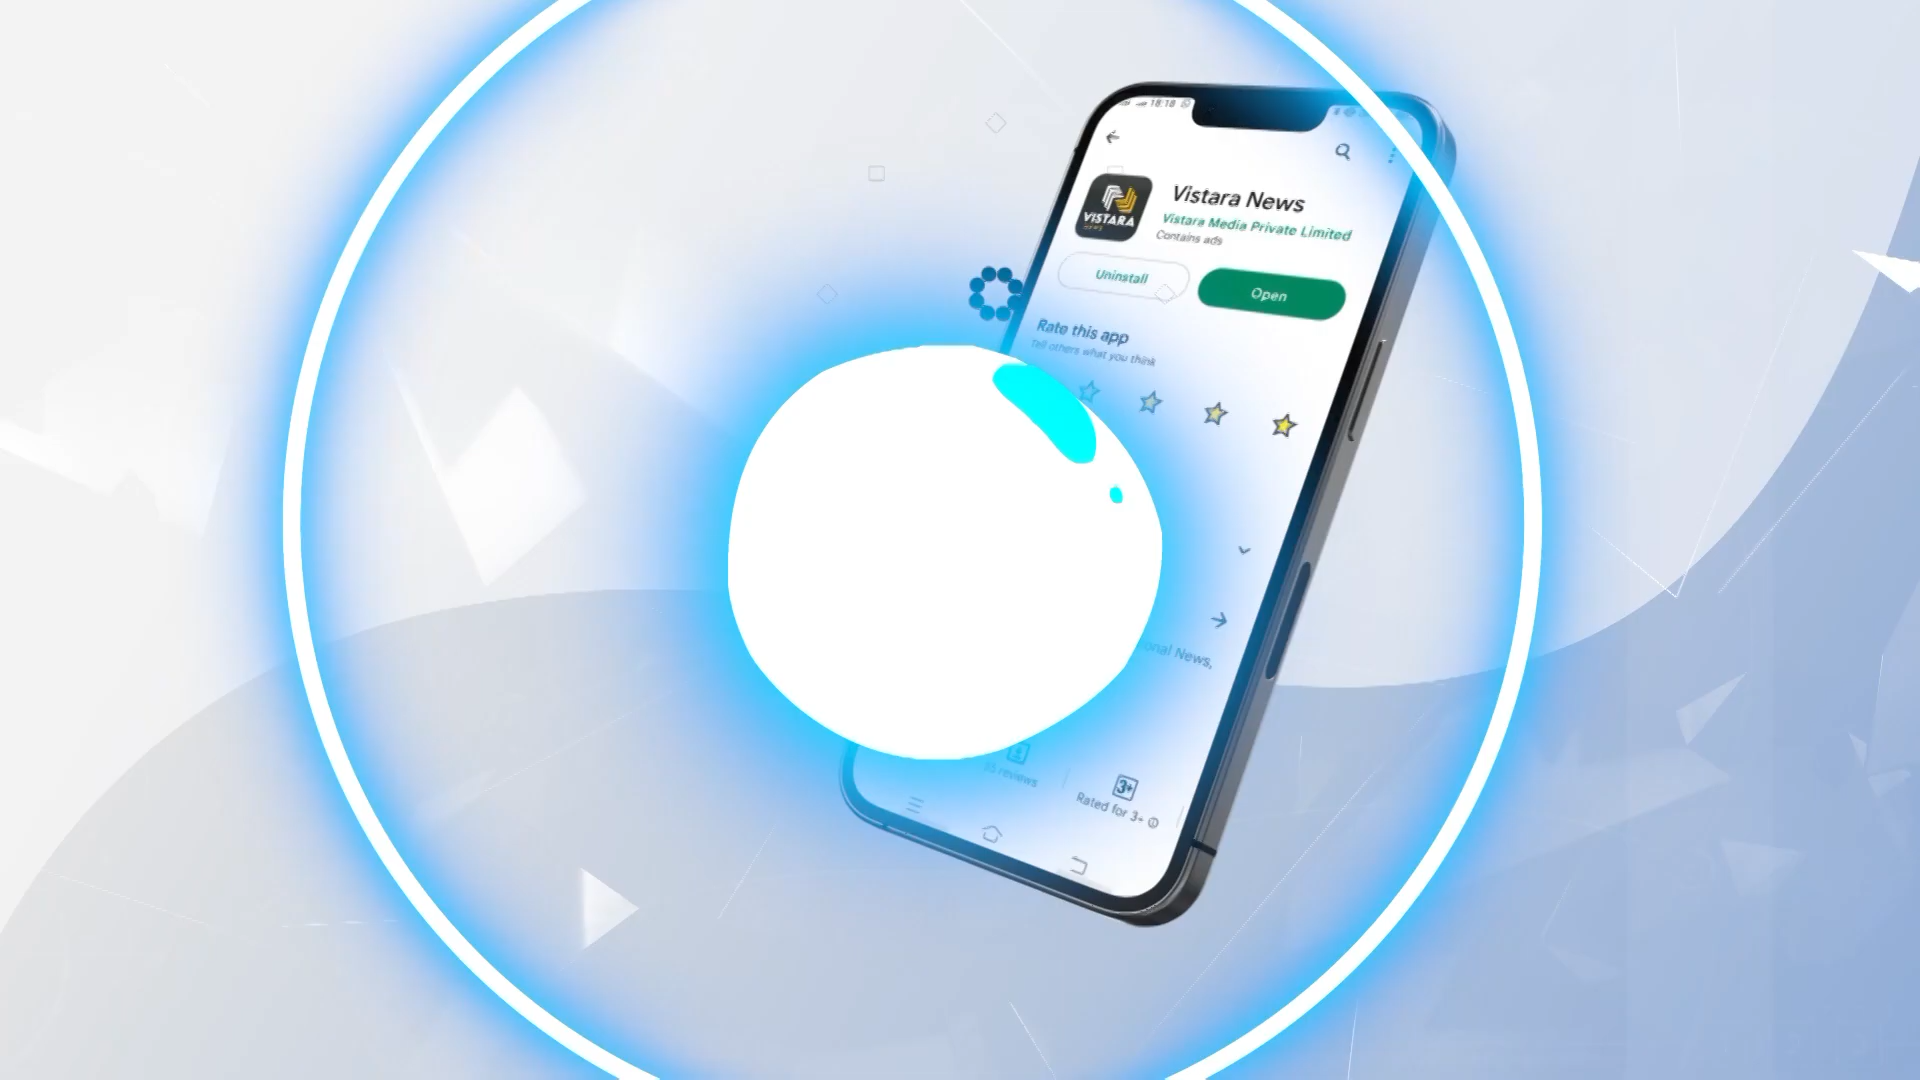 18:18
Vistara News
Vistara Media Private Limited
Contains ads
VISTARA
NEWS
Uninstall
Open
Rate this app
Tell others what you think
onal News,
reviews
3+
Rated for 3+